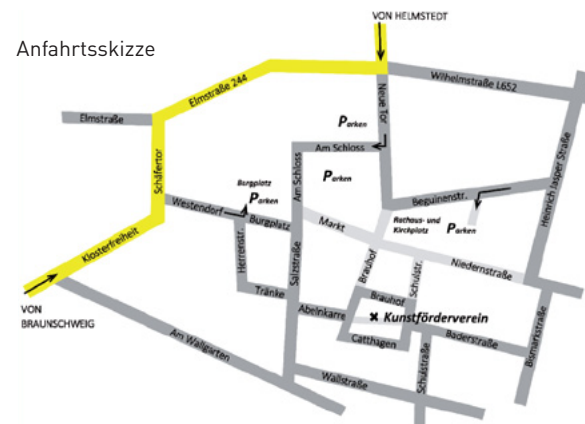 VON HELMSTEDT
Anfahrtsskizze
Elmstraße 244
Wilhelmstraße L652
Neue Tor
Elmstraße
Parken
Am Schloss
Schäfertor
Am Schloss
Parken
Heinrich Jasper Straße
Burgplatz
Parken
Beguinenstr.
Westendorf
Burgplatz
Rathaus- und
Kirchplatz
Parken
Markt
Klosterfreiheit
Herrenstr.
Salzstraße
Brauhof
Schulstr.
Niedernstraße
Tränke
Brauhof
VON
BRAUNSCHWEIG
Abelnkarre
Kunstförderverein
Catthagen
Baderstraße
Bismarkstraße
Am Wallgarten
Wallstraße
Schulstraße